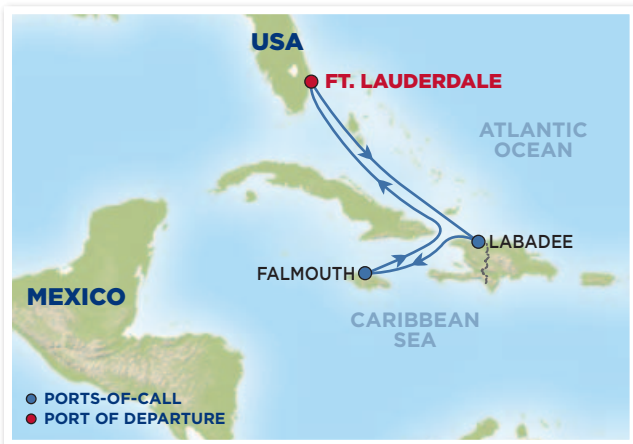 USA
FT. LAUDERDALE
ATLANTIC
OCEAN
LABADEE
FALMOUTH
MEXICO
CARIBBEAN
SEA
PORTS-OF-CALL
PORT OF DEPARTURE